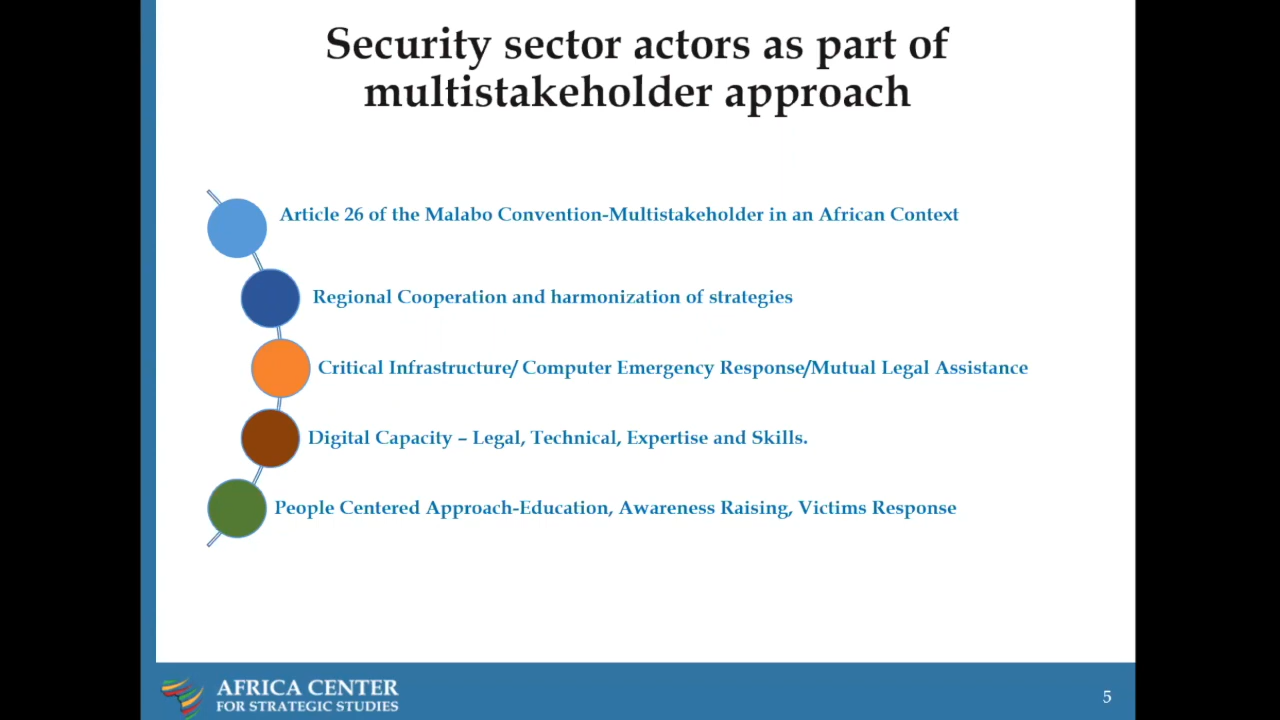 Security sector actors as part of
multistakeholder approach
Article 26 of the Malabo Convention-Multistakeholder in an African Context
Regional Cooperation and harmonization of strategies
Critical Infrastructure/ Computer Emergency Response/Mutual Legal Assistance
Digital Capacity – Legal, Technical, Expertise and Skills.
People Centered Approach-Education, Awareness Raising, Victims Response
AFRICA CENTER
FOR STRATEGIC STUDIES
5